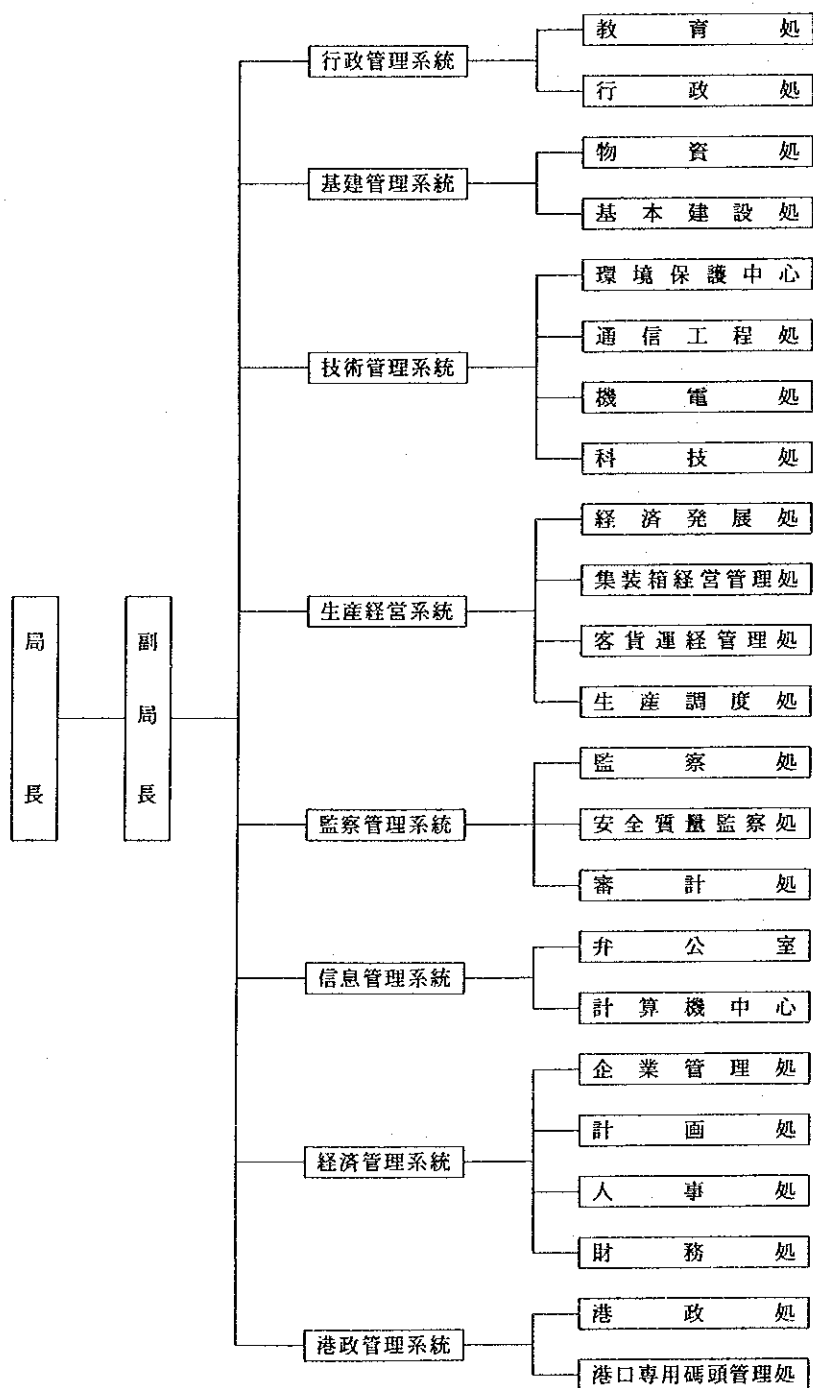 局長
副局長
行政管理系統
教育処
行政処
基建管理系統
物資処
基本建設処
技術管理系統
環境保護中心
通信工程処
機電処
科技処
生産経営系統
経済発展処
集装箱経営管理処
客貨運経管理処
生産調度処
監察管理系統
監察処
安全質量監察処
審計処
信息管理系統
弁公室
計算機中心
経済管理系統
企業管理処
計画処
人事処
財務処
港政管理系統
港政処
港口専用碼頭管理処